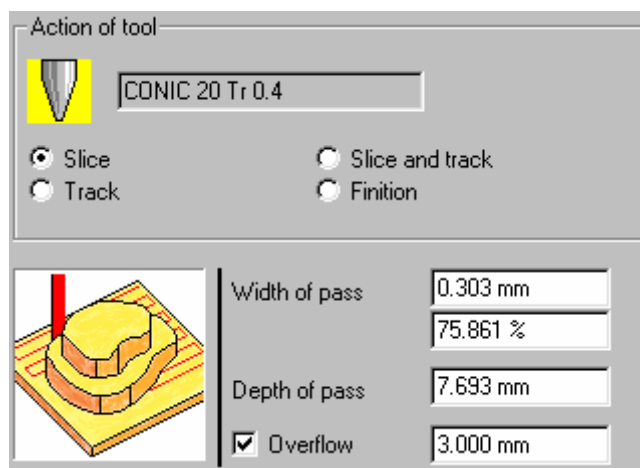 Action of tool
CONIC 20 Tr 0.4
Slice
Slice and track
Track
Finition
Width of pass
0.303 mm
75.861 %
Depth of pass
7.693 mm
Overflow
3.000 mm